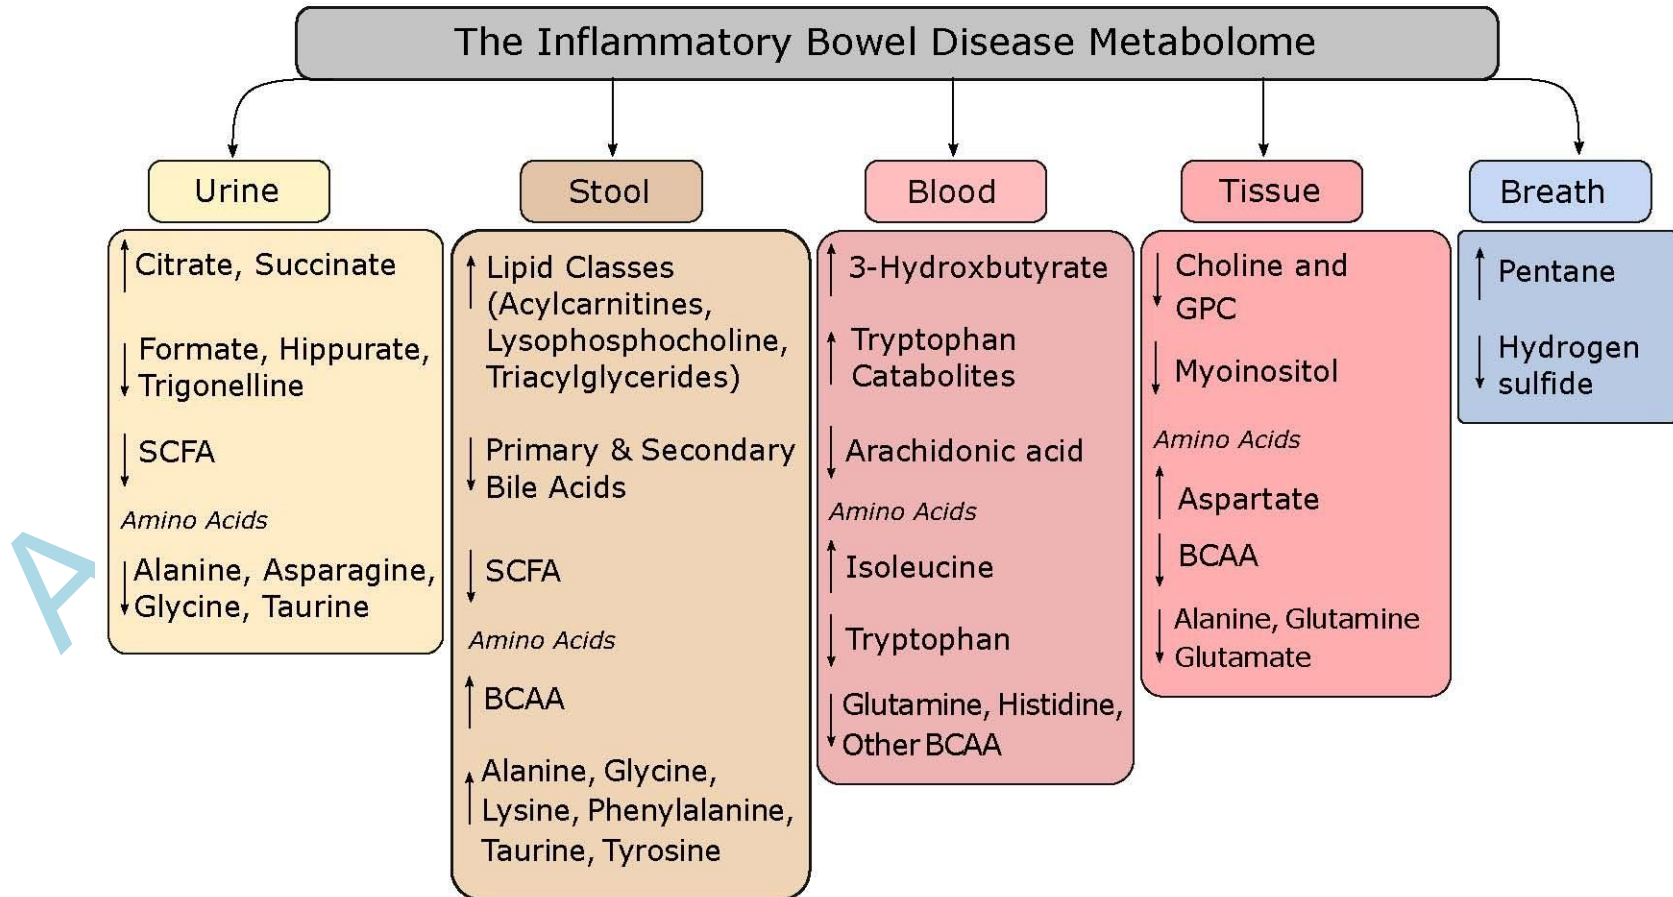 The Inflammatory Bowel Disease Metabolome
Urine
Citrate, Succinate
Formate, Hippurate,
Trigonelline
SCFA
Amino Acids
Alanine, Asparagine,
Glycine, Taurine
Stool
Lipid Classes
(Acylcarnitines,
Lysophosphocholine,
Triacylglycerides)
Primary & Secondary
Bile Acids
SCFA
Amino Acids
BCAA
Alanine, Glycine,
Lysine, Phenylalanine,
Taurine, Tyrosine
Blood
3-Hydroxbutyrate
Tryptophan
Catabolites
Arachidonic acid
Amino Acids
Isoleucine
Tryptophan
Glutamine, Histidine,
Other BCAA
Tissue
Choline and
GPC
Myoinositol
Amino Acids
Aspartate
BCAA
Alanine, Glutamine
Glutamate
Breath
Pentane
Hydrogen
sulfide
A